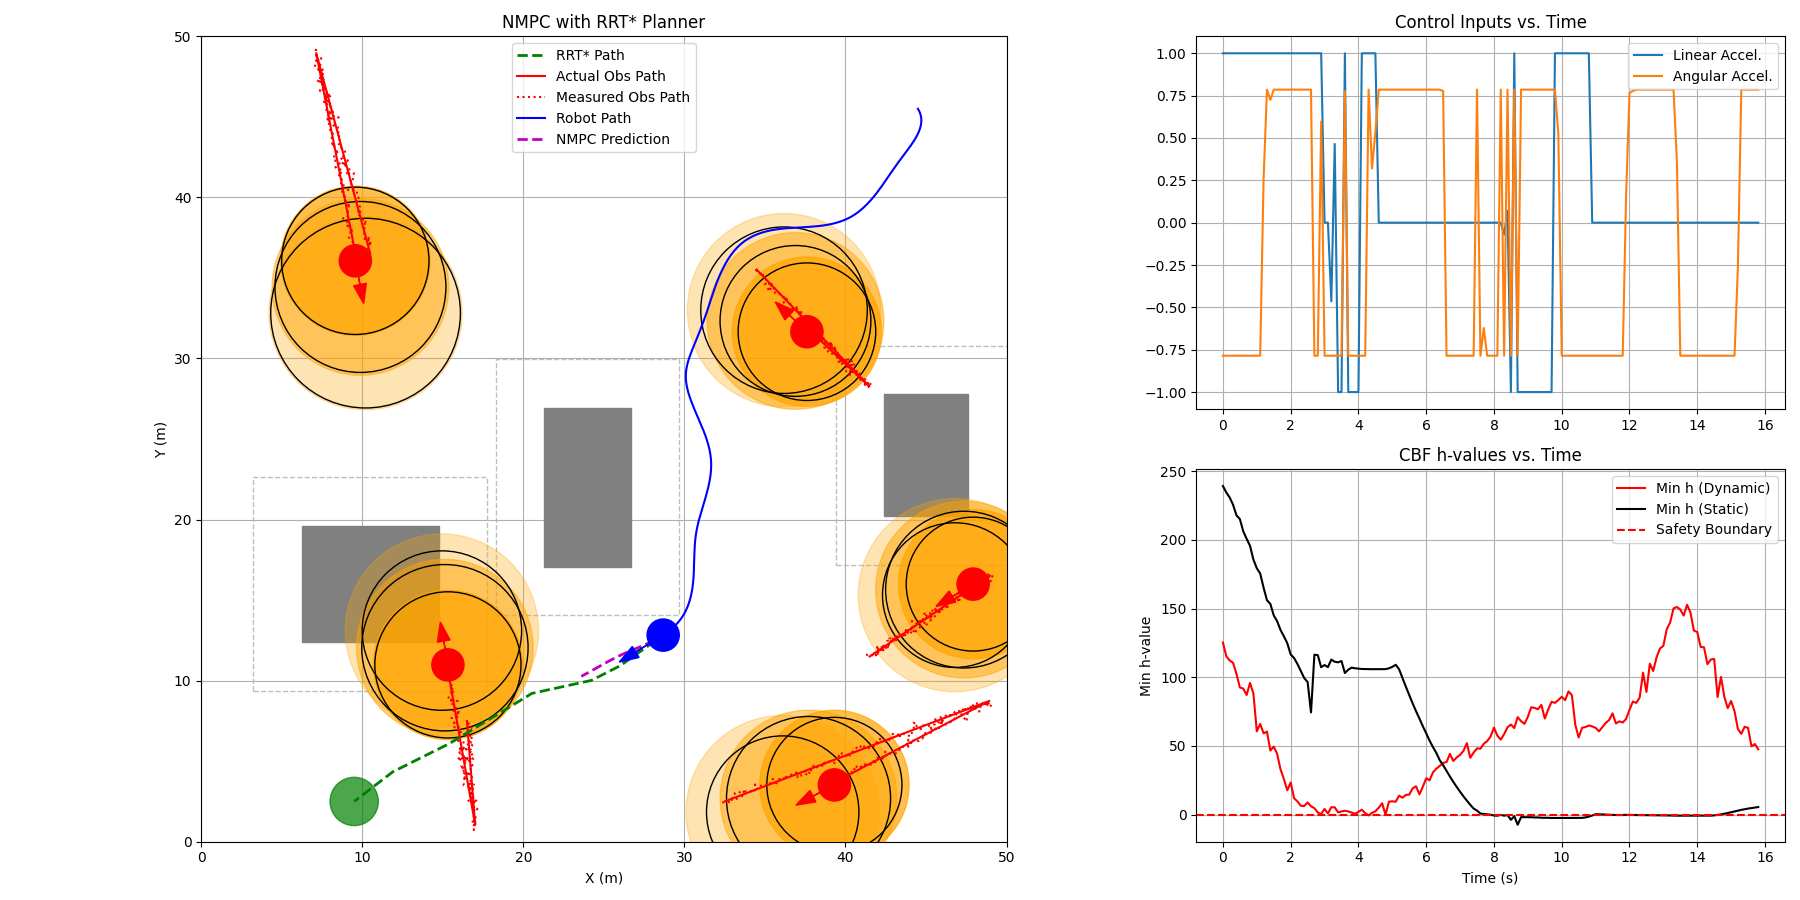 NMPC with RRT* Planner
RRT* Path
Actual Obs Path
Measured Obs Path
Robot Path
NMPC Prediction
50
40
30
20
10
0
Y (m)
0 10 20 30 40 50
X (m)
Control Inputs vs. Time
Linear Accel.
Angular Accel.
1.00
0.75
0.50
0.25
0.00
−0.25
−0.50
−0.75
−1.00
0 2 4 6 8 10 12 14 16
CBF h-values vs. Time
Min h (Dynamic)
Min h (Static)
Safety Boundary
250
200
150
100
50
0
Min h-value
0 2 4 6 8 10 12 14 16
Time (s)